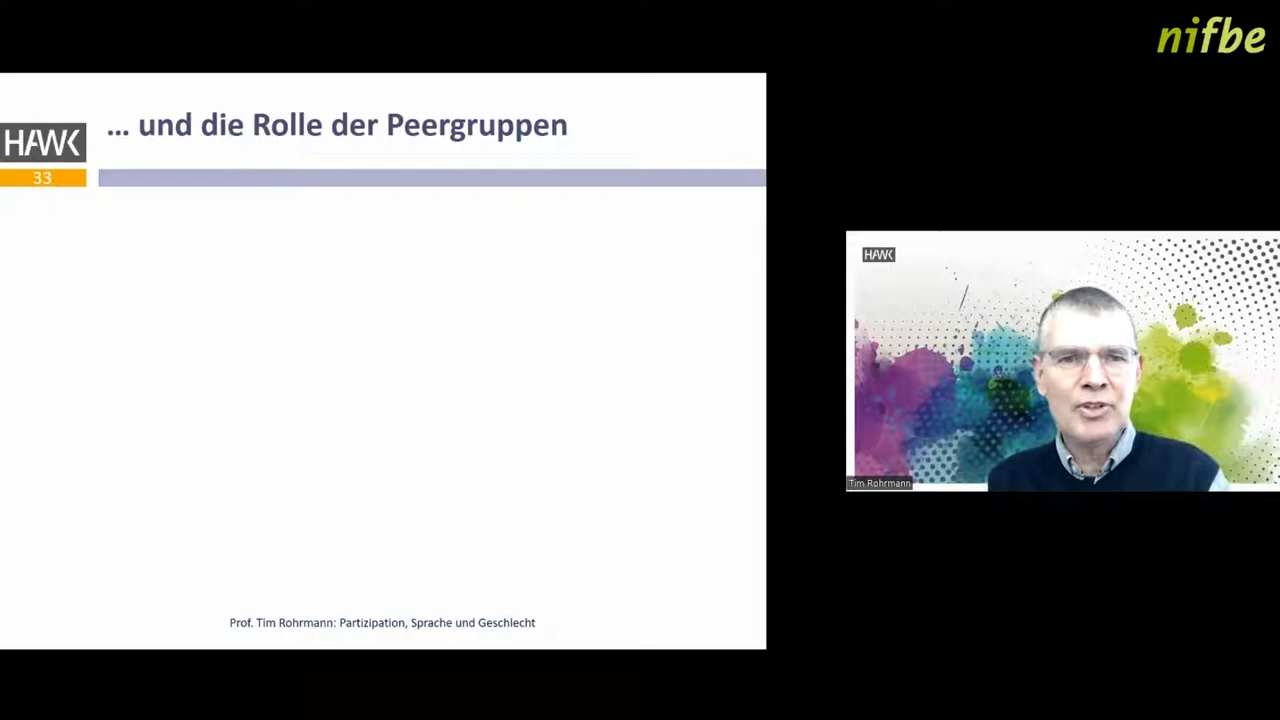 nifbe
… und die Rolle der Peergruppen
HAWK
33
HAWK
Tim Rohrmann
Prof. Tim Rohrmann: Partizipation, Sprache und Geschlecht